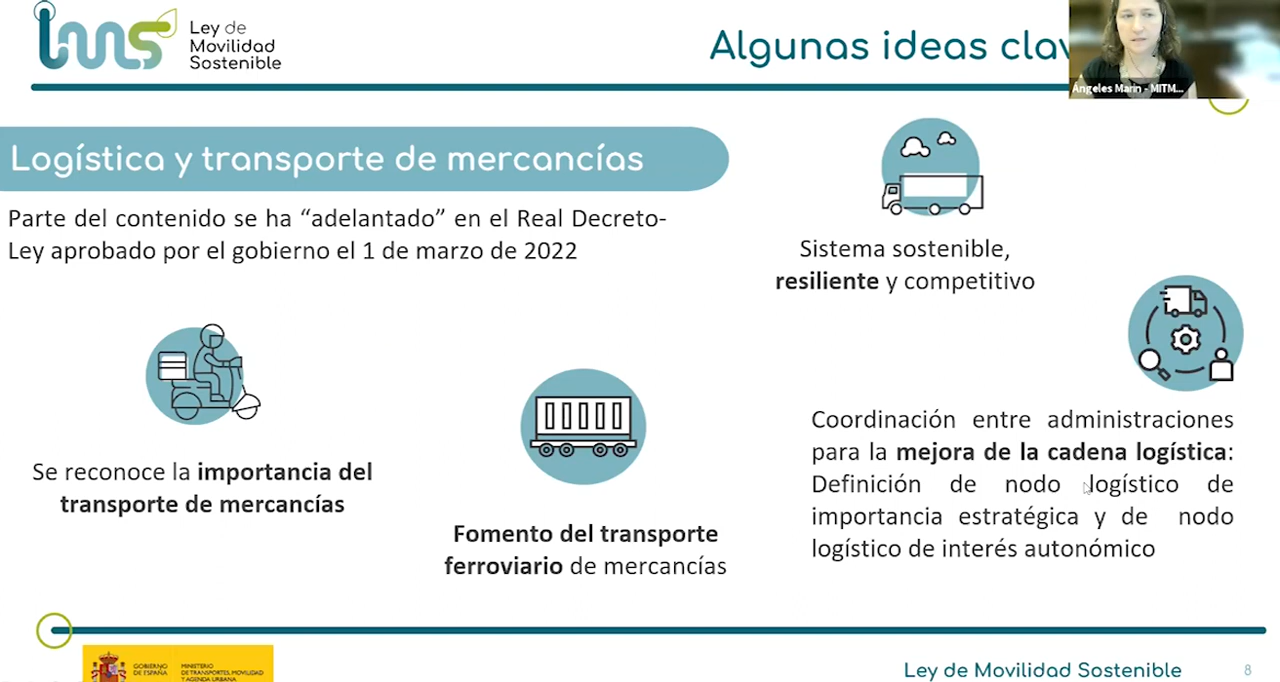 lms
Ley de
Movilidad
Sostenible
Algunas ideas clav
Ángeles Marín - MITM...
Logística y transporte de mercancías
Parte del contenido se ha “adelantado” en el Real Decreto-
Ley aprobado por el gobierno el 1 de marzo de 2022
Sistema sostenible,
resiliente y competitivo
Se reconoce la importancia del
transporte de mercancías
Fomento del transporte
ferroviario de mercancías
Coordinación entre administraciones
para la mejora de la cadena logística:
Definición de nodo logístico de
importancia estratégica y de nodo
logístico de interés autonómico
GOBIERNO
DE ESPAÑA
MINISTERIO
DE TRANSPORTES, MOVILIDAD
Y AGENDA URBANA
Ley de Movilidad Sostenible
8